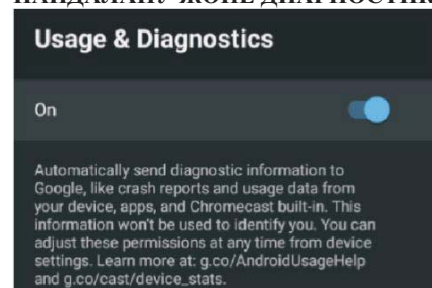 Usage & Diagnostics
On
Automatically send diagnostic information to
Google, like crash reports and usage data from
your device, apps, and Chromecast built-in. This
information won't be used to identify you. You can
adjust these permissions at any time from device
settings. Learn more at: g.co/AndroidUsageHelp
and g.co/cast/device_stats.